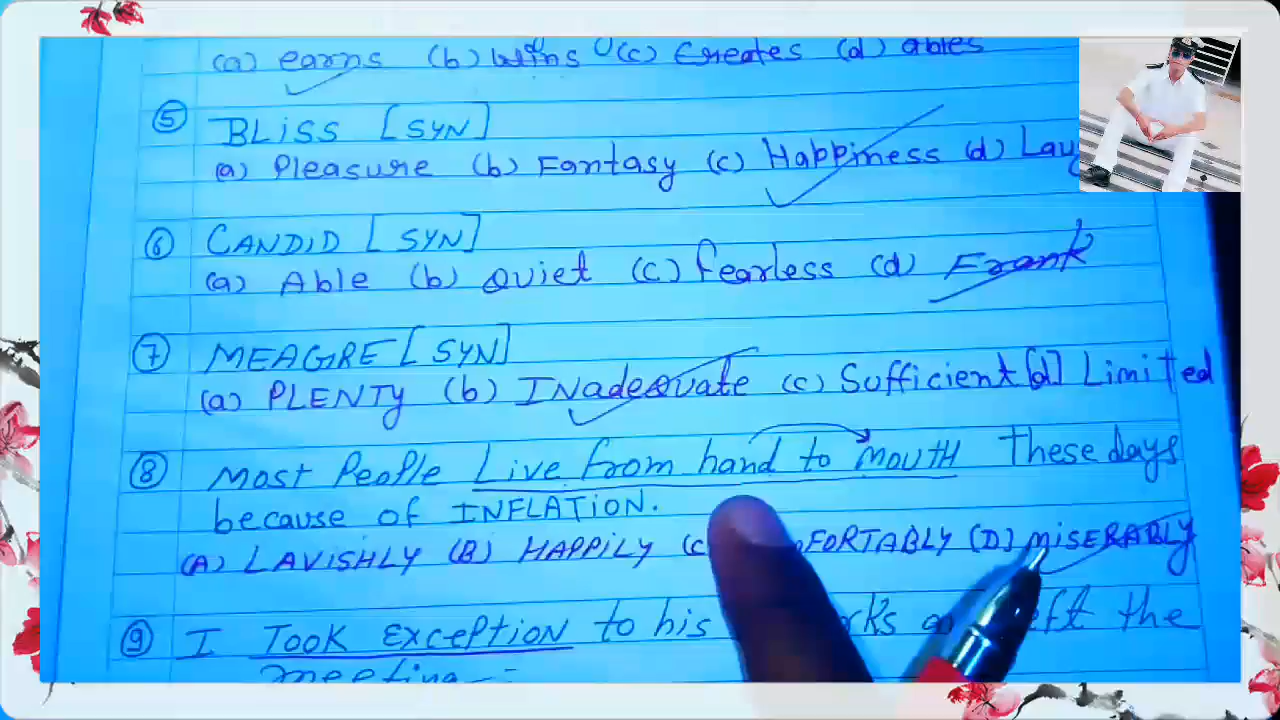 (a) earns (b) wins (c) Creates (d) ables
⑤ BLISS [SYN]
(a) Pleasure (b) Fantasy (c) Happiness (d)
⑥ CANDID [SYN]
(a) Able (b) Quiet (c) fearless (d) Frank
⑦ MEAGRE [SYN]
(a) PLENTY (b) INadequate (c) Sufficient [d] Limited
⑧ Most People Live from hand to MOUTH These days
because of INFLATION.
(A) LAVISHLY (B) HAPPILY (D) MISERABLY
⑨ I TOOK EXCEPTION to his the
meeting